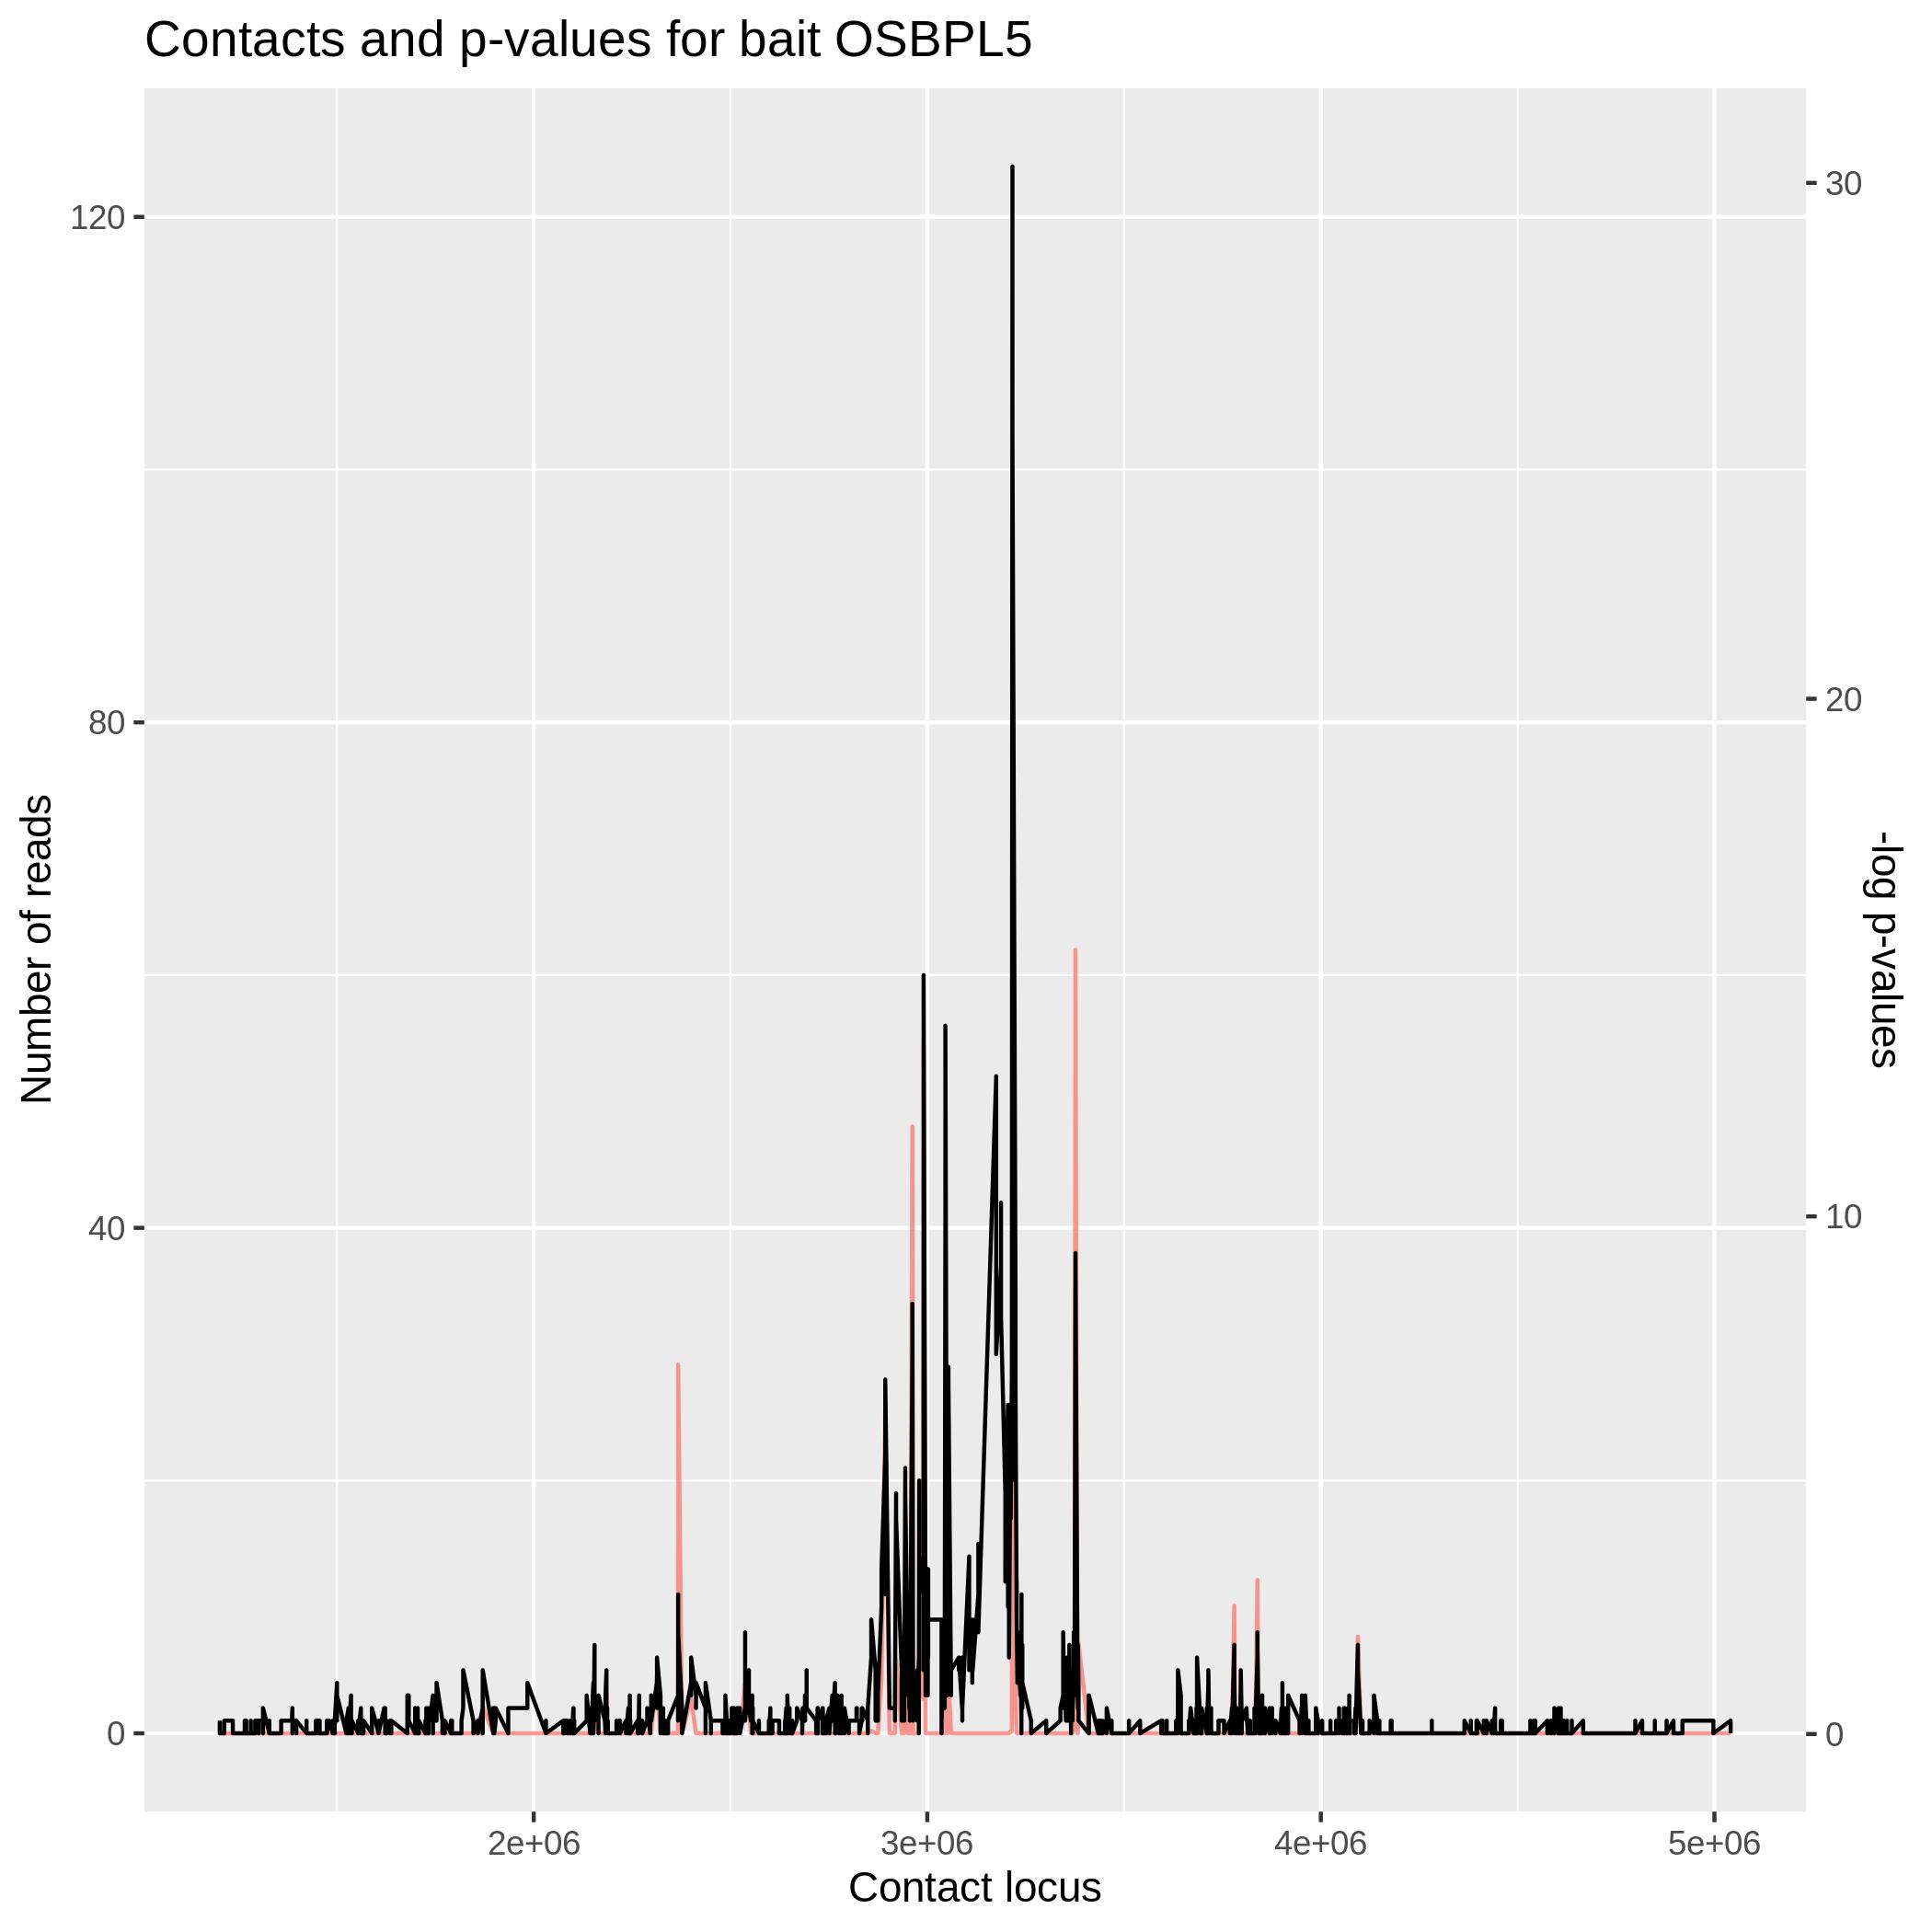 Contacts and p-values for bait OSBPL5
120
80
40
0
Number of reads
30
20
10
0
-log p-values
2e+06
3e+06
4e+06
5e+06
Contact locus